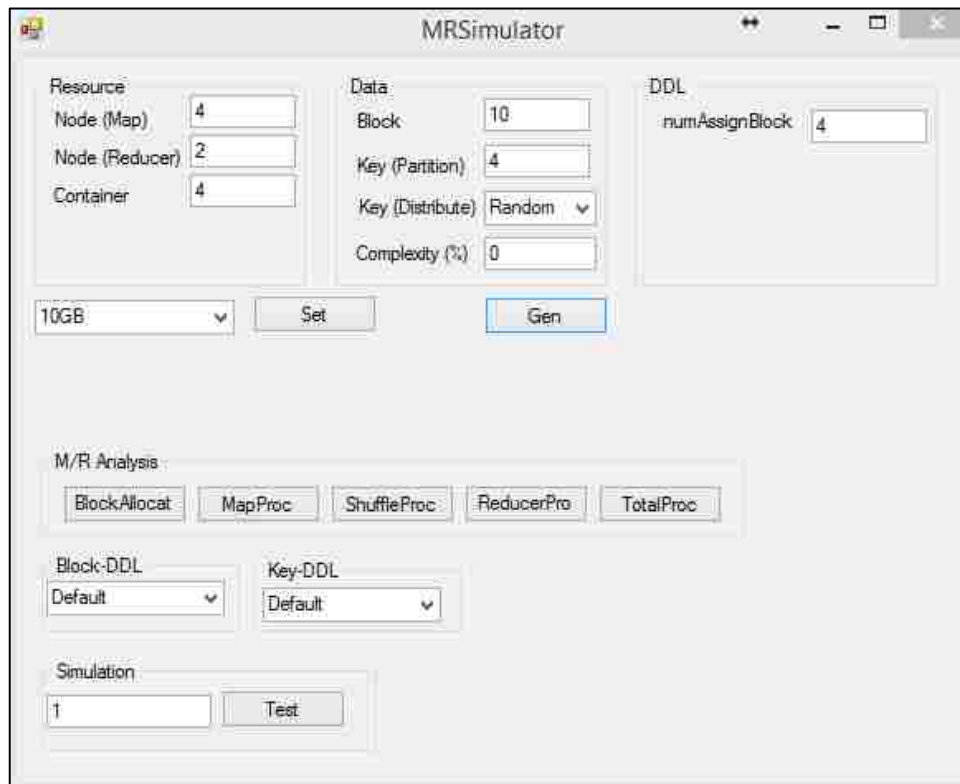 MRSimulator
Resource
Node (Map) 4
Node (Reducer) 2
Container 4
Data
Block 10
Key (Partition) 4
Key (Distribute) Random
Complexity (%) 0
DDL
numAssignBlock 4
10GB Set Gen
M/R Analysis
BlockAllocat MapProc ShuffleProc ReducerPro TotalProc
Block-DDL
Default
Key-DDL
Default
Simulation
1 Test